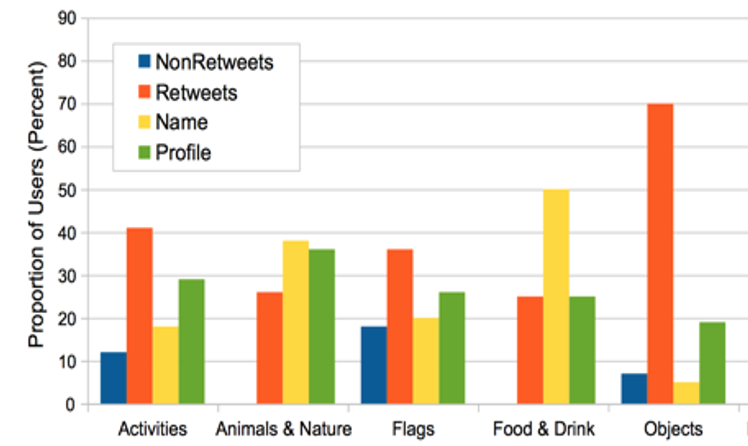 Proportion of Users (Percent)
90
80
70
60
50
40
30
20
10
0
NonRetweets
Retweets
Name
Profile
Activities
Animals & Nature
Flags
Food & Drink
Objects